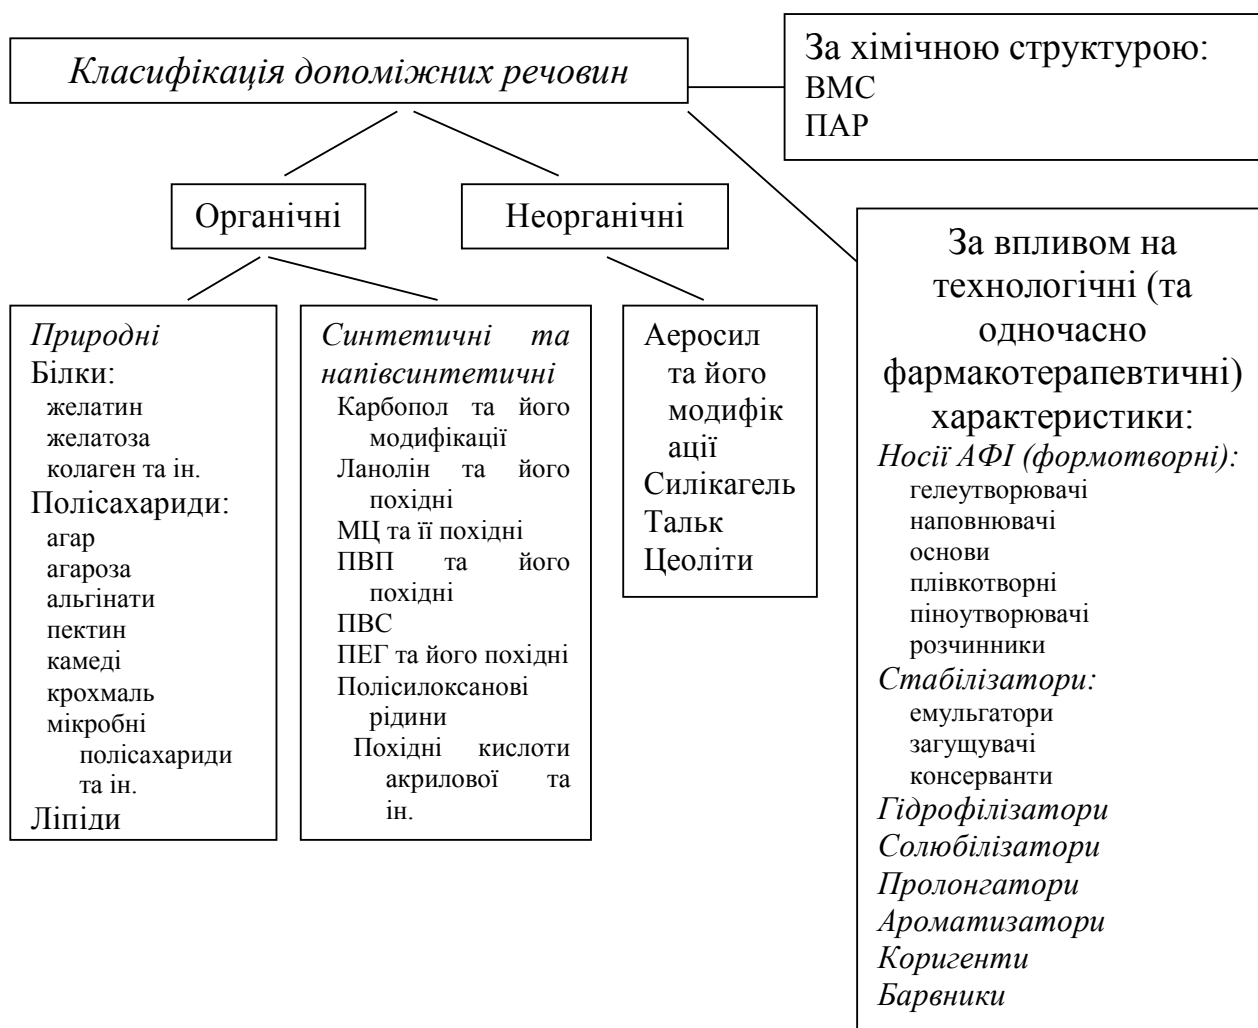 Класифікація допоміжних речовин
За хімічною структурою:
ВМС
ПАР
Органічні
Неорганічні
Природні
Білки:
желатин
желатоза
колаген та ін.
Полісахариди:
агар
агароза
альгінати
пектин
камеді
крохмаль
мікробні
полісахариди
та ін.
Ліпіди
Синтетичні та
напівсинтетичні
Карбопол та його
модифікації
Ланолін та його
похідні
МЦ та її похідні
ПВП та його
похідні
ПВС
ПЕГ та його похідні
Полісилоксанові
рідини
Похідні кислоти
акрилової та
ін.
Аеросил
та його
модифік
ації
Силікагель
Тальк
Цеоліти
За впливом на
технологічні (та
одночасно
фармакотерапевтичні)
характеристики:
Носії АФІ (формотворні):
гелеутворювачі
наповнювачі
основи
плівкотворні
піноутворювачі
розчинники
Стабілізатори:
емульгатори
загущувачі
консерванти
Гідрофілізатори
Солюбілізатори
Пролонгатори
Ароматизатори
Коригенти
Барвники